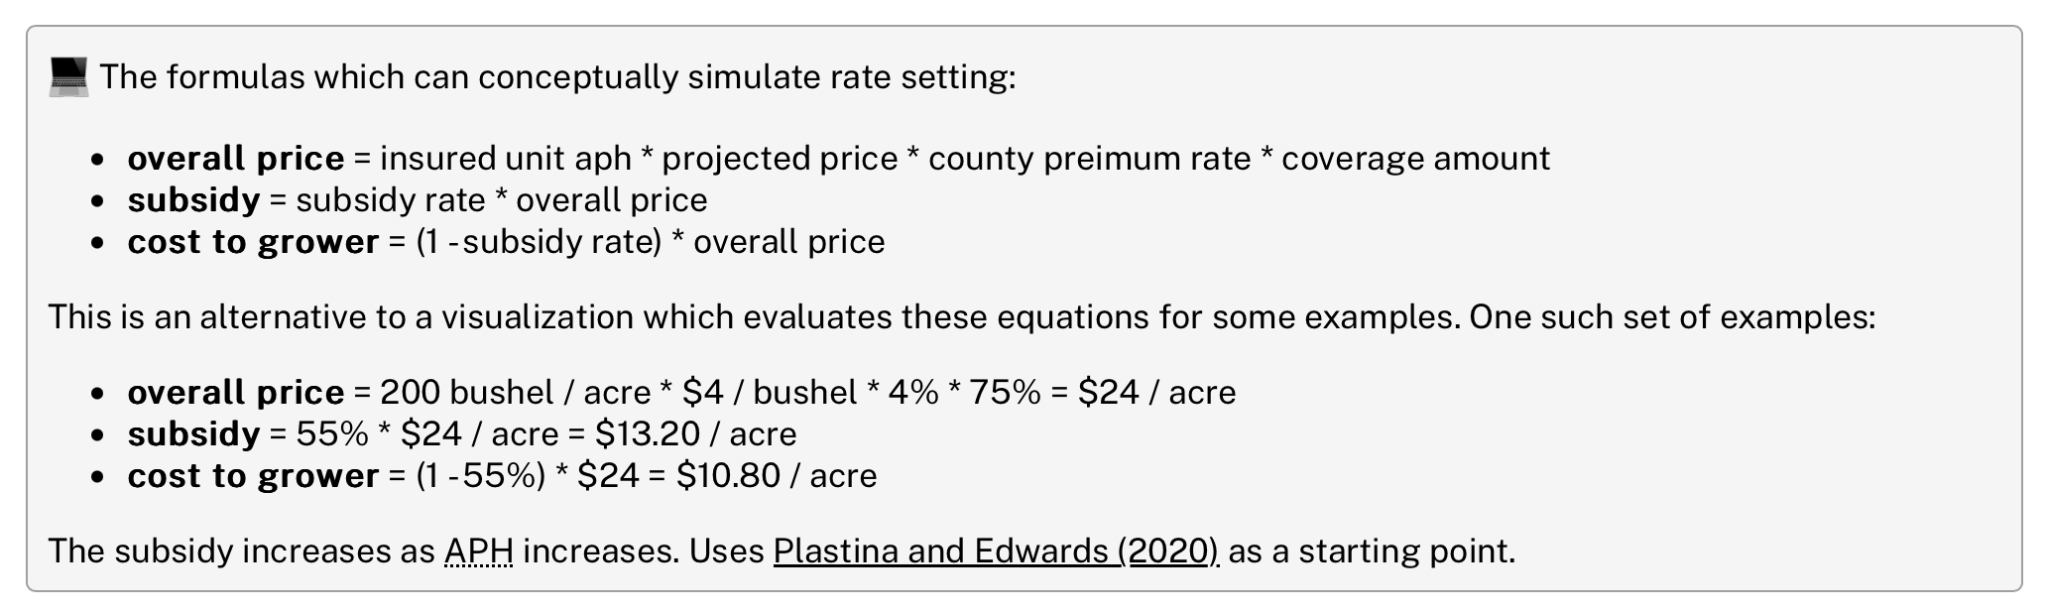 The formulas which can conceptually simulate rate setting:
• overall price = insured unit aph * projected price * county preimum rate * coverage amount
• subsidy = subsidy rate * overall price
• cost to grower = (1 - subsidy rate) * overall price
This is an alternative to a visualization which evaluates these equations for some examples. One such set of examples:
• overall price = 200 bushel / acre * $4 / bushel * 4% * 75% = $24 / acre
• subsidy = 55% * $24 / acre = $13.20 / acre
• cost to grower = (1 - 55%) * $24 = $10.80 / acre
The subsidy increases as APH increases. Uses Plastina and Edwards (2020) as a starting point.